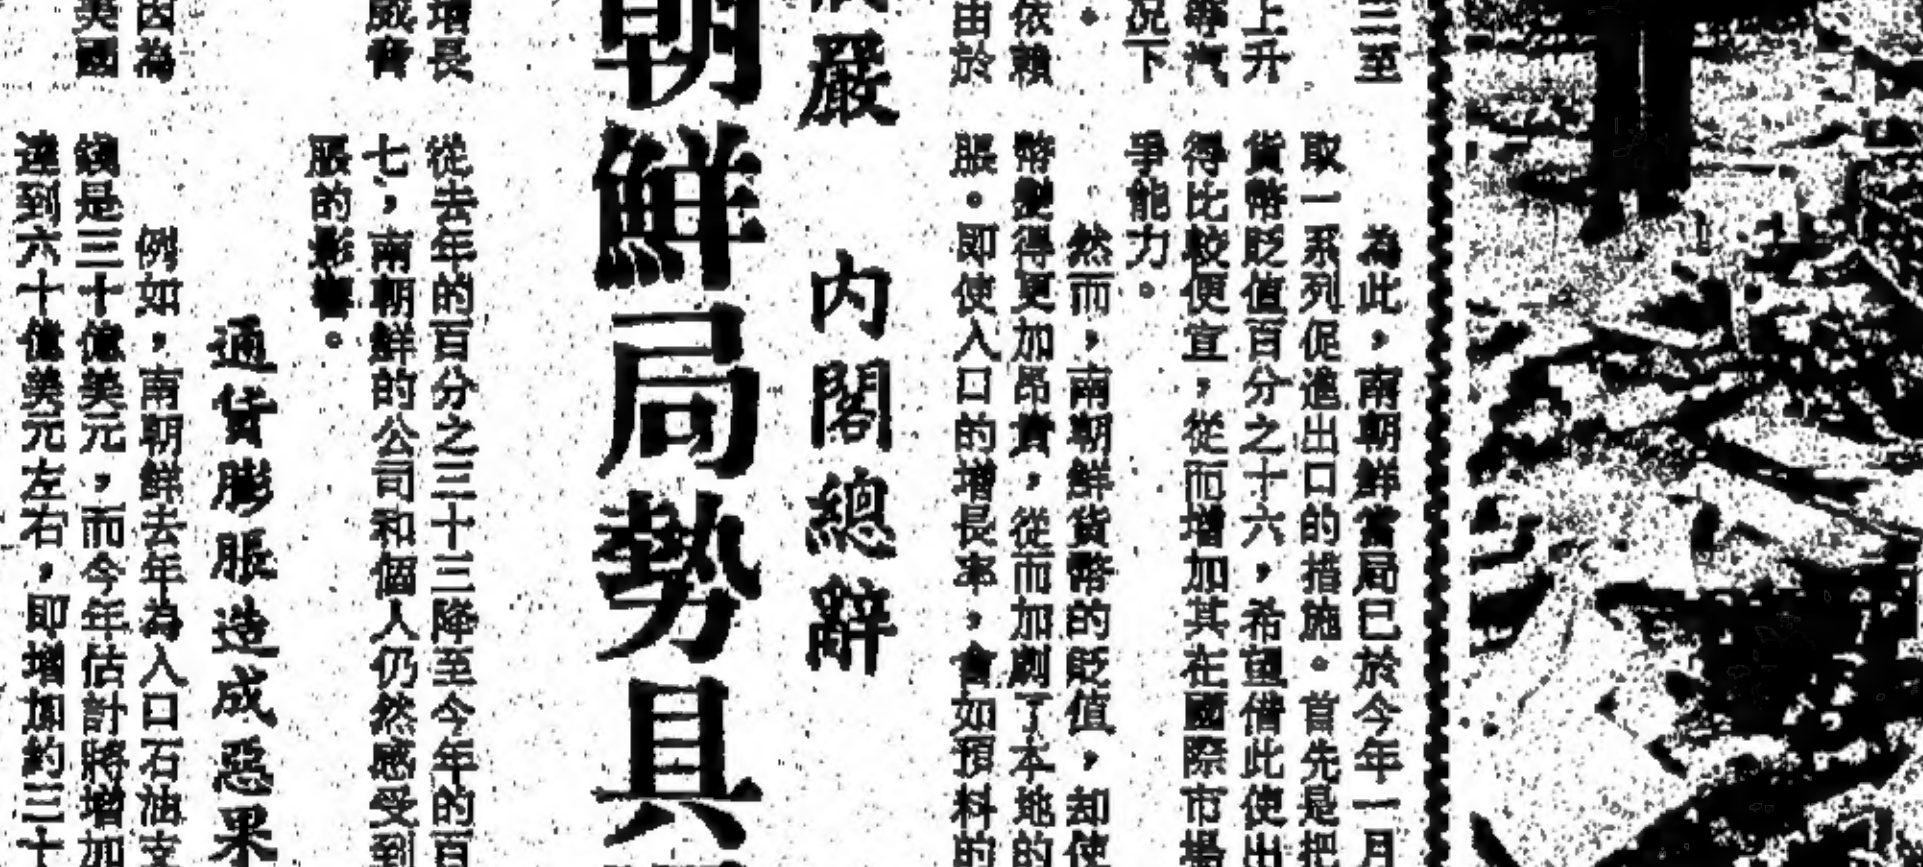 三至
上升
等汽
況下
。
依賴
由於
為此，南朝鮮當局已於今年一月
取一系列促進出口的措施。首先是把
貨幣貶值百分之十六，希望借此使出
得比較便宜，從而增加其在國際市場
爭能力。
然而，南朝鮮貨幣的貶值，却使
幣變得更加昂貴，從而加劇了本地的
脹。即使入口的增長率，會如預料的
嚴 內閣總辭
朝鮮局勢具
增長
威脅
因為
美國
從去年的百分之三十三降至今年的百
七，南朝鮮的公司和個人仍然感受到
脹的影響。
通貨膨脹造成惡果
例如，南朝鮮去年為入口石油支
錢是三十億美元，而今年估計將增加
達到六十億美元左右，即增加約三十